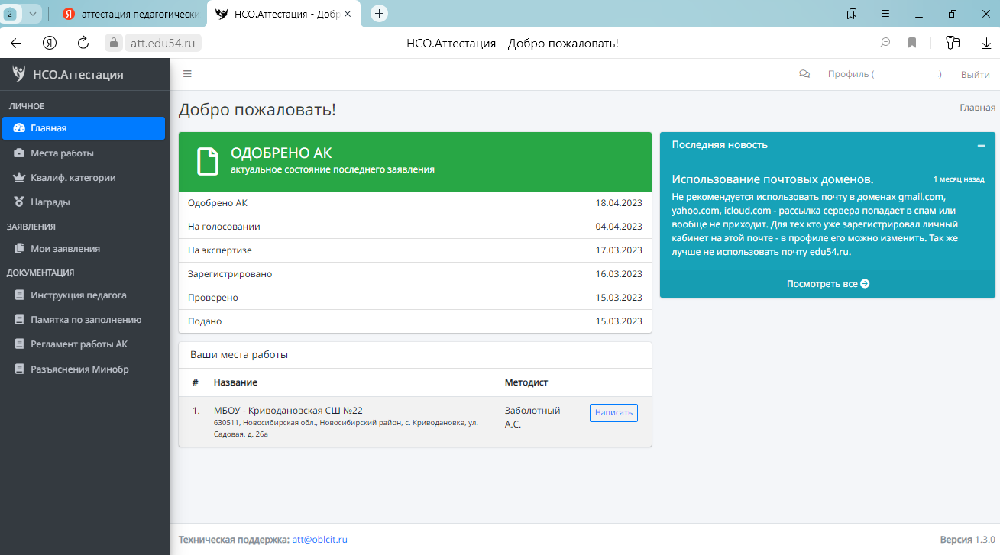 2
аттестация педагогически
НСО.Аттестация - Добр
att.edu54.ru
НСО.Аттестация - Добро пожаловать!
НСО.Аттестация
Профиль ( )
Выйти
ЛИЧНОЕ
Главная
Места работы
Квалиф. категории
Награды
ЗАЯВЛЕНИЯ
Мои заявления
ДОКУМЕНТАЦИЯ
Инструкция педагога
Памятка по заполнению
Регламент работы АК
Разъяснения Минобр
Добро пожаловать!
Главная
ОДОБРЕНО АК
актуальное состояние последнего заявления
Одобрено АК 18.04.2023
На голосовании 04.04.2023
На экспертизе 17.03.2023
Зарегистрировано 16.03.2023
Проверено 15.03.2023
Подано 15.03.2023
Ваши места работы
# Название Методист
1. МБОУ - Криводановская СШ №22
630511, Новосибирская обл., Новосибирский район, с. Криводановка, ул.
Садовая, д. 26а
Заболотный
А.С.
Написать
Последняя новость
Использование почтовых доменов. 1 месяц назад
Не рекомендуется использовать почту в доменах gmail.com,
yahoo.com, icloud.com - рассылка сервера попадает в спам или
вообще не приходит. Для тех кто уже зарегистрировал личный
кабинет на этой почте - в профиле его можно изменить. Так же
лучше не использовать почту edu54.ru.
Посмотреть все
Техническая поддержка: att@oblcit.ru
Версия 1.3.0